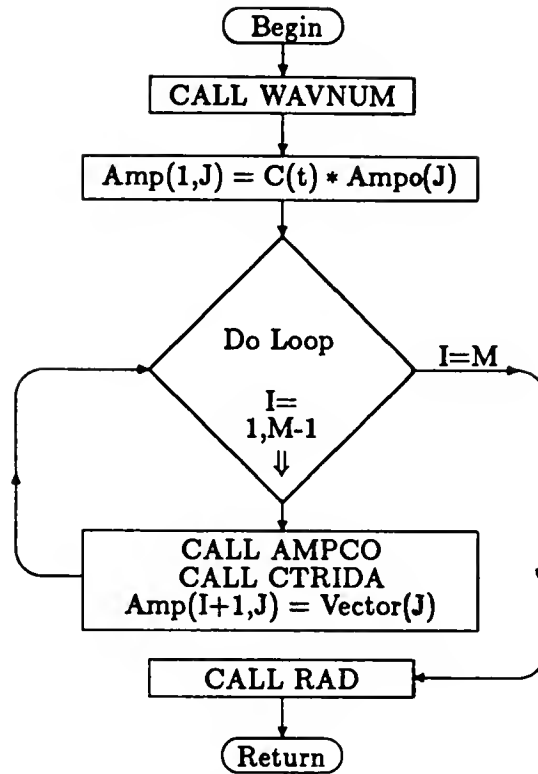 Begin
CALL WAVNUM
Amp(1,J) = C(t) * Ampo(J)
Do Loop
I=M
I=
1,M-1
⇓
CALL AMPCO
CALL CTRIDA
Amp(I+1,J) = Vector(J)
CALL RAD
Return